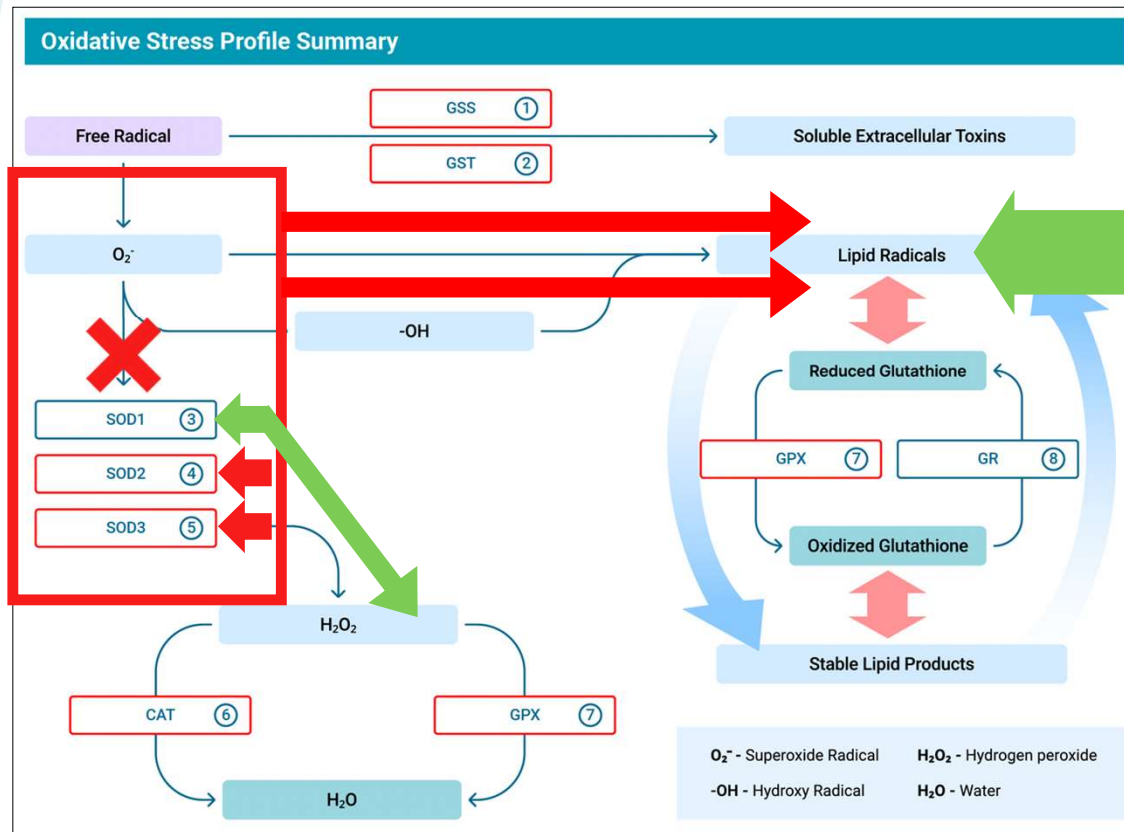 Oxidative Stress Profile Summary
GSS 1
Free Radical
Soluble Extracellular Toxins
GST 2
O₂⁻
Lipid Radicals
-OH
Reduced Glutathione
SOD1 3
GPX 7
GR 8
SOD2 4
SOD3 5
Oxidized Glutathione
H₂O₂
Stable Lipid Products
CAT 6
GPX 7
O₂⁻ - Superoxide Radical
H₂O₂ - Hydrogen peroxide
-OH - Hydroxy Radical
H₂O - Water
H₂O